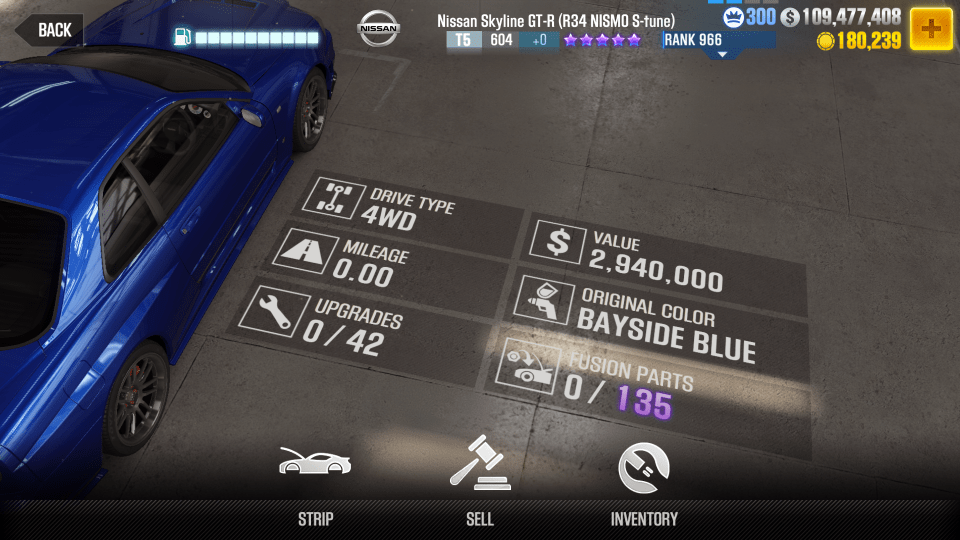 BACK
NISSAN
Nissan Skyline GT-R (R34 NISMO S-tune)
T5 604 +0
RANK 966
300 $ 109,477,408
180,239
DRIVE TYPE
4WD
MILEAGE
0.00
UPGRADES
0 / 42
$ VALUE
2,940,000
ORIGINAL COLOR
BAYSIDE BLUE
FUSION PARTS
0 / 135
STRIP
SELL
INVENTORY